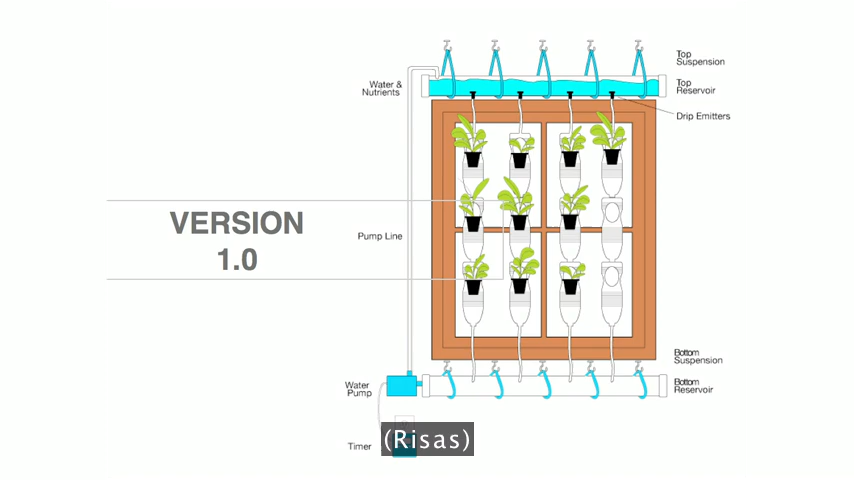 Top
Suspension
Water &
Nutrients
Top
Reservoir
Drip Emitters
VERSION
1.0
Pump Line
Bottom
Suspension
Water
Pump
Bottom
Reservoir
Timer
(Risas)